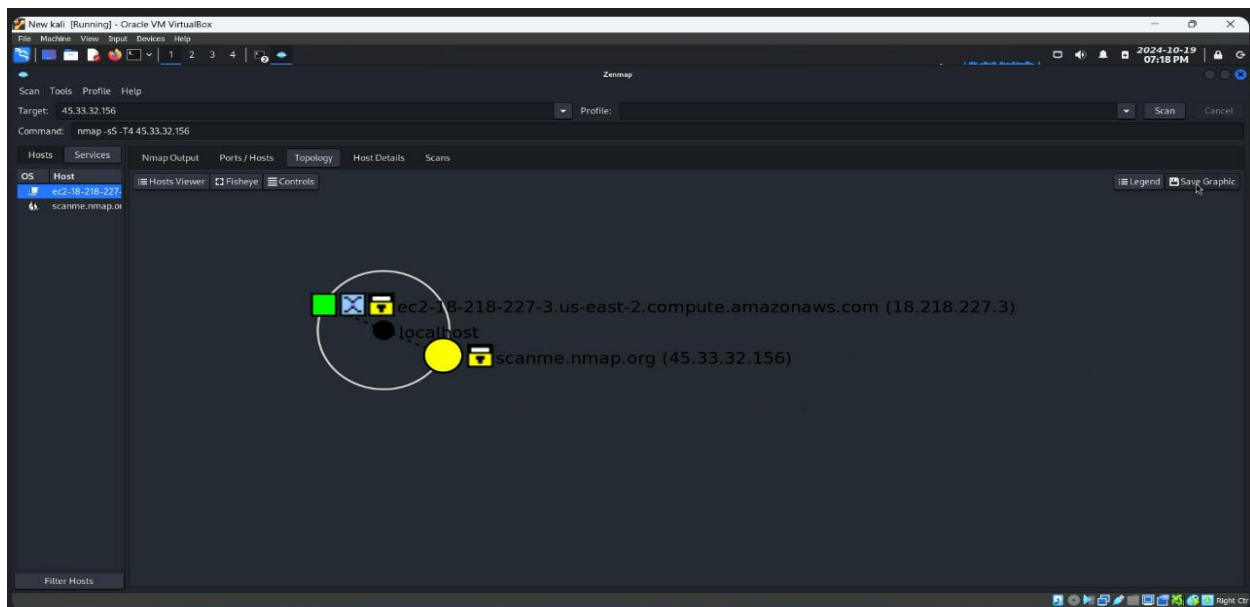 New kali [Running] - Oracle VM VirtualBox
File Machine View Input Devices Help
1 2 3 4
2024-10-19
07:18 PM
Zenmap
Scan Tools Profile Help
Target: 45.33.32.156 Profile: Scan Cancel
Command: nmap -sS -T4 45.33.32.156
Hosts Services Nmap Output Ports / Hosts Topology Host Details Scans
OS Host Hosts Viewer Fisheye Controls Legend Save Graphic
ec2-18-218-227-
scanme.nmap.or
ec2-18-218-227-3.us-east-2.compute.amazonaws.com (18.218.227.3)
localhost
scanme.nmap.org (45.33.32.156)
Filter Hosts
Right Ctr